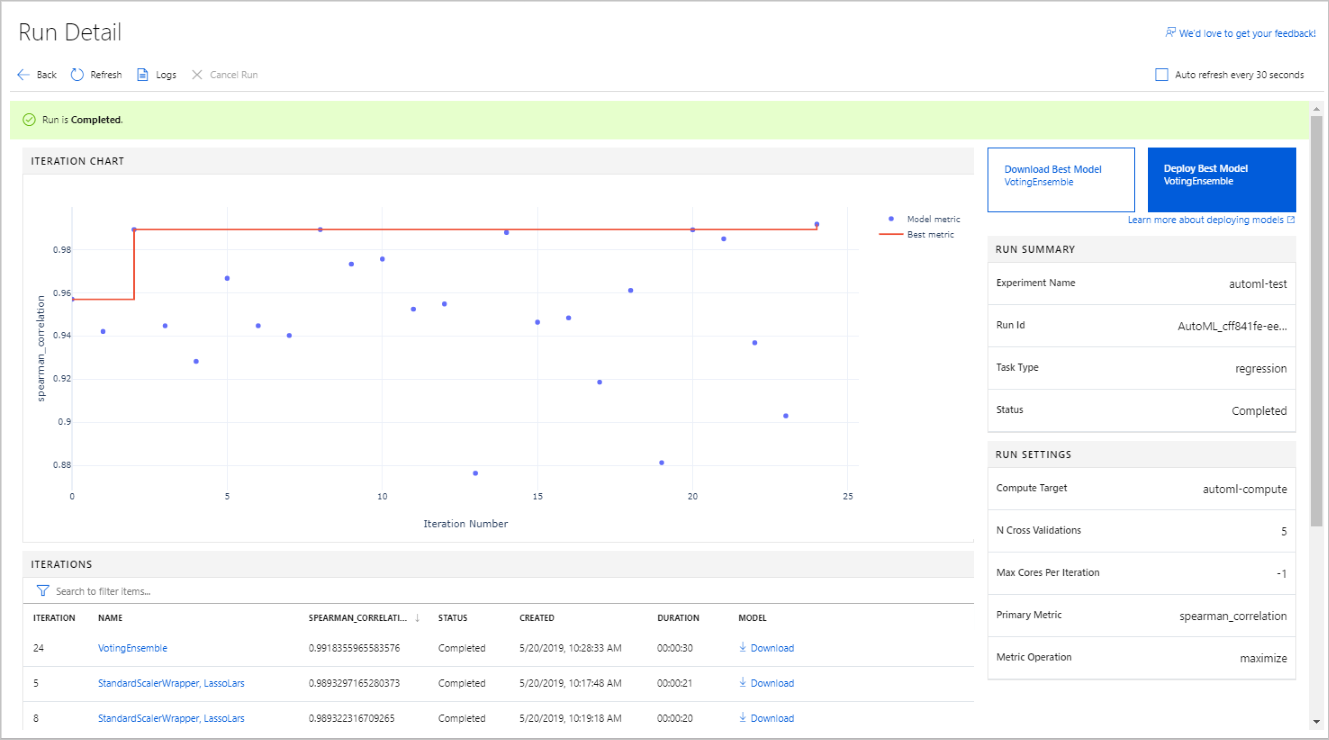 Run Detail
We'd love to get your feedback!
Back Refresh Logs Cancel Run
Auto refresh every 30 seconds
Run is Completed.
ITERATION CHART
0.98
0.96
0.94
0.92
0.9
0.88
spearman_correlation
0 5 10 15 20 25
Iteration Number
Model metric
Best metric
Download Best Model
VotingEnsemble
Deploy Best Model
VotingEnsemble
Learn more about deploying models
RUN SUMMARY
Experiment Name automl-test
Run Id AutoML_cff841fe-ee...
Task Type regression
Status Completed
RUN SETTINGS
Compute Target automl-compute
N Cross Validations 5
Max Cores Per Iteration -1
Primary Metric spearman_correlation
Metric Operation maximize
ITERATIONS
Search to filter items...
ITERATION NAME SPEARMAN_CORRELATI... ↓ STATUS CREATED DURATION MODEL
24 VotingEnsemble 0.9918355965583576 Completed 5/20/2019, 10:28:33 AM 00:00:30 Download
5 StandardScalerWrapper, LassoLars 0.9893297165280373 Completed 5/20/2019, 10:17:48 AM 00:00:21 Download
8 StandardScalerWrapper, LassoLars 0.989322316709265 Completed 5/20/2019, 10:19:18 AM 00:00:20 Download